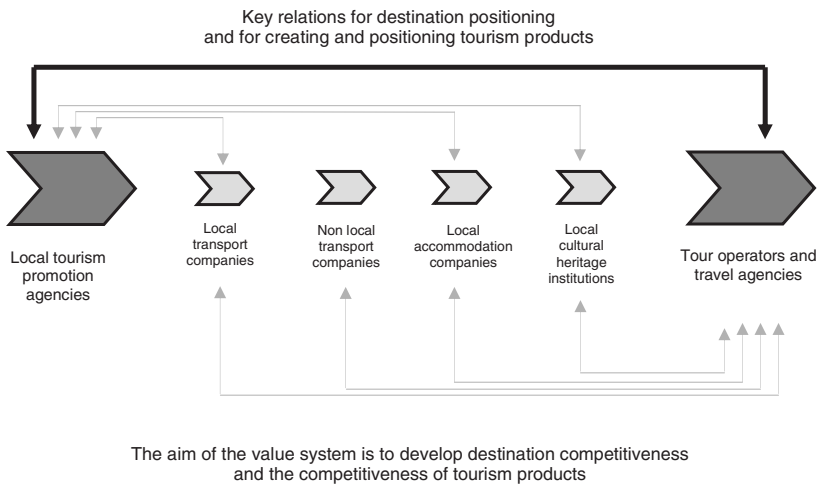 Key relations for destination positioning
and for creating and positioning tourism products
Local tourism
promotion
agencies
Local
transport
companies
Non local
transport
companies
Local
accommodation
companies
Local
cultural
heritage
institutions
Tour operators and
travel agencies
The aim of the value system is to develop destination competitiveness
and the competitiveness of tourism products